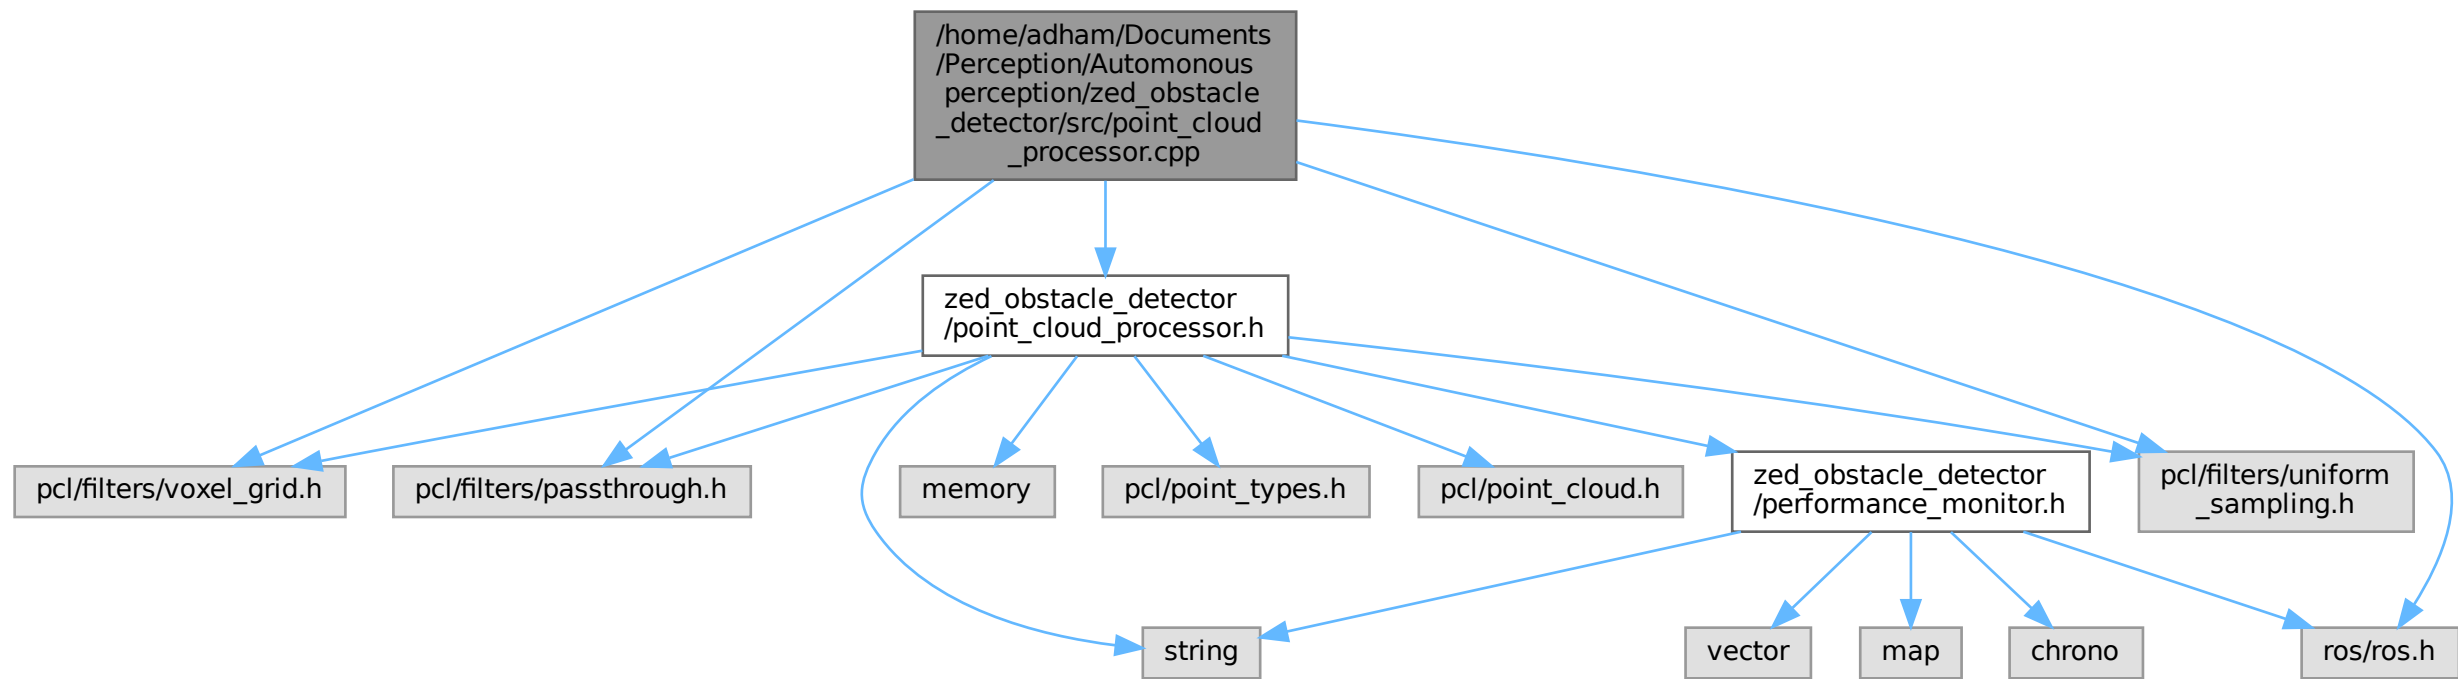 /home/adham/Documents
/Perception/Automonous
perception/zed_obstacle
_detector/src/point_cloud
_processor.cpp
zed_obstacle_detector
/point_cloud_processor.h
pcl/filters/voxel_grid.h
pcl/filters/passthrough.h
memory
pcl/point_types.h
pcl/point_cloud.h
zed_obstacle_detector
/performance_monitor.h
pcl/filters/uniform
_sampling.h
string
vector
map
chrono
ros/ros.h